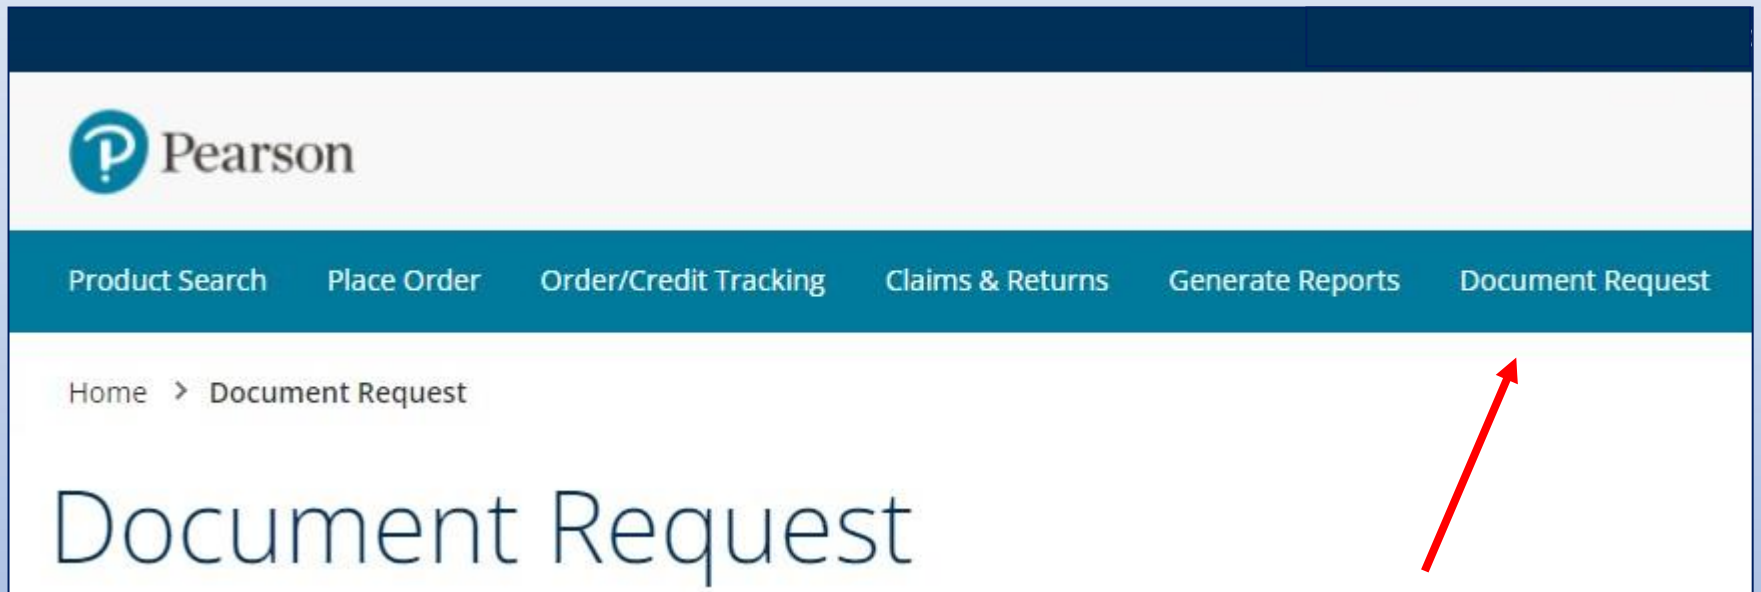 Pearson
Product Search Place Order Order/Credit Tracking Claims & Returns Generate Reports Document Request
Home > Document Request
Document Request